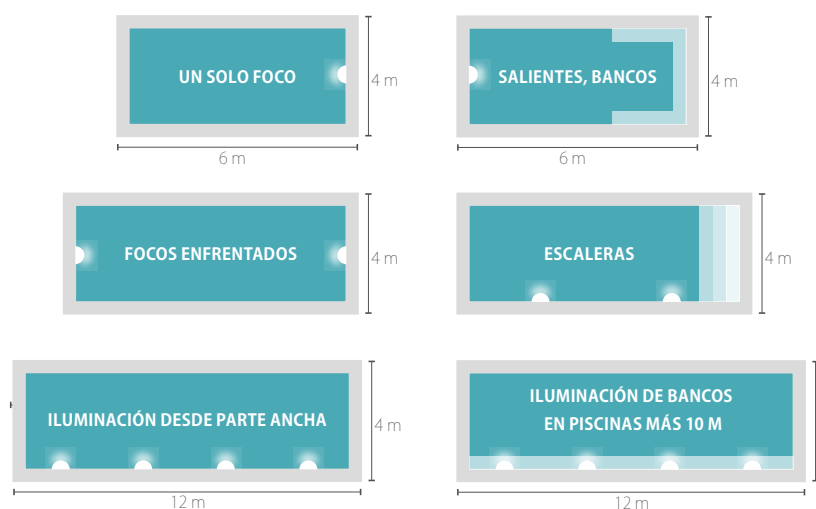 UN SOLO FOCO
4 m
6 m
SALIENTES, BANCOS
4 m
6 m
FOCOS ENFRENTADOS
4 m
ESCALERAS
4 m
ILUMINACIÓN DESDE PARTE ANCHA
4 m
12 m
ILUMINACIÓN DE BANCOS
EN PISCINAS MÁS 10 M
12 m